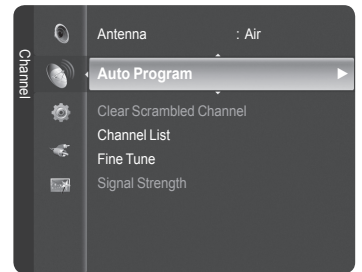 Channel
Antenna : Air
Auto Program
Clear Scrambled Channel
Channel List
Fine Tune
Signal Strength